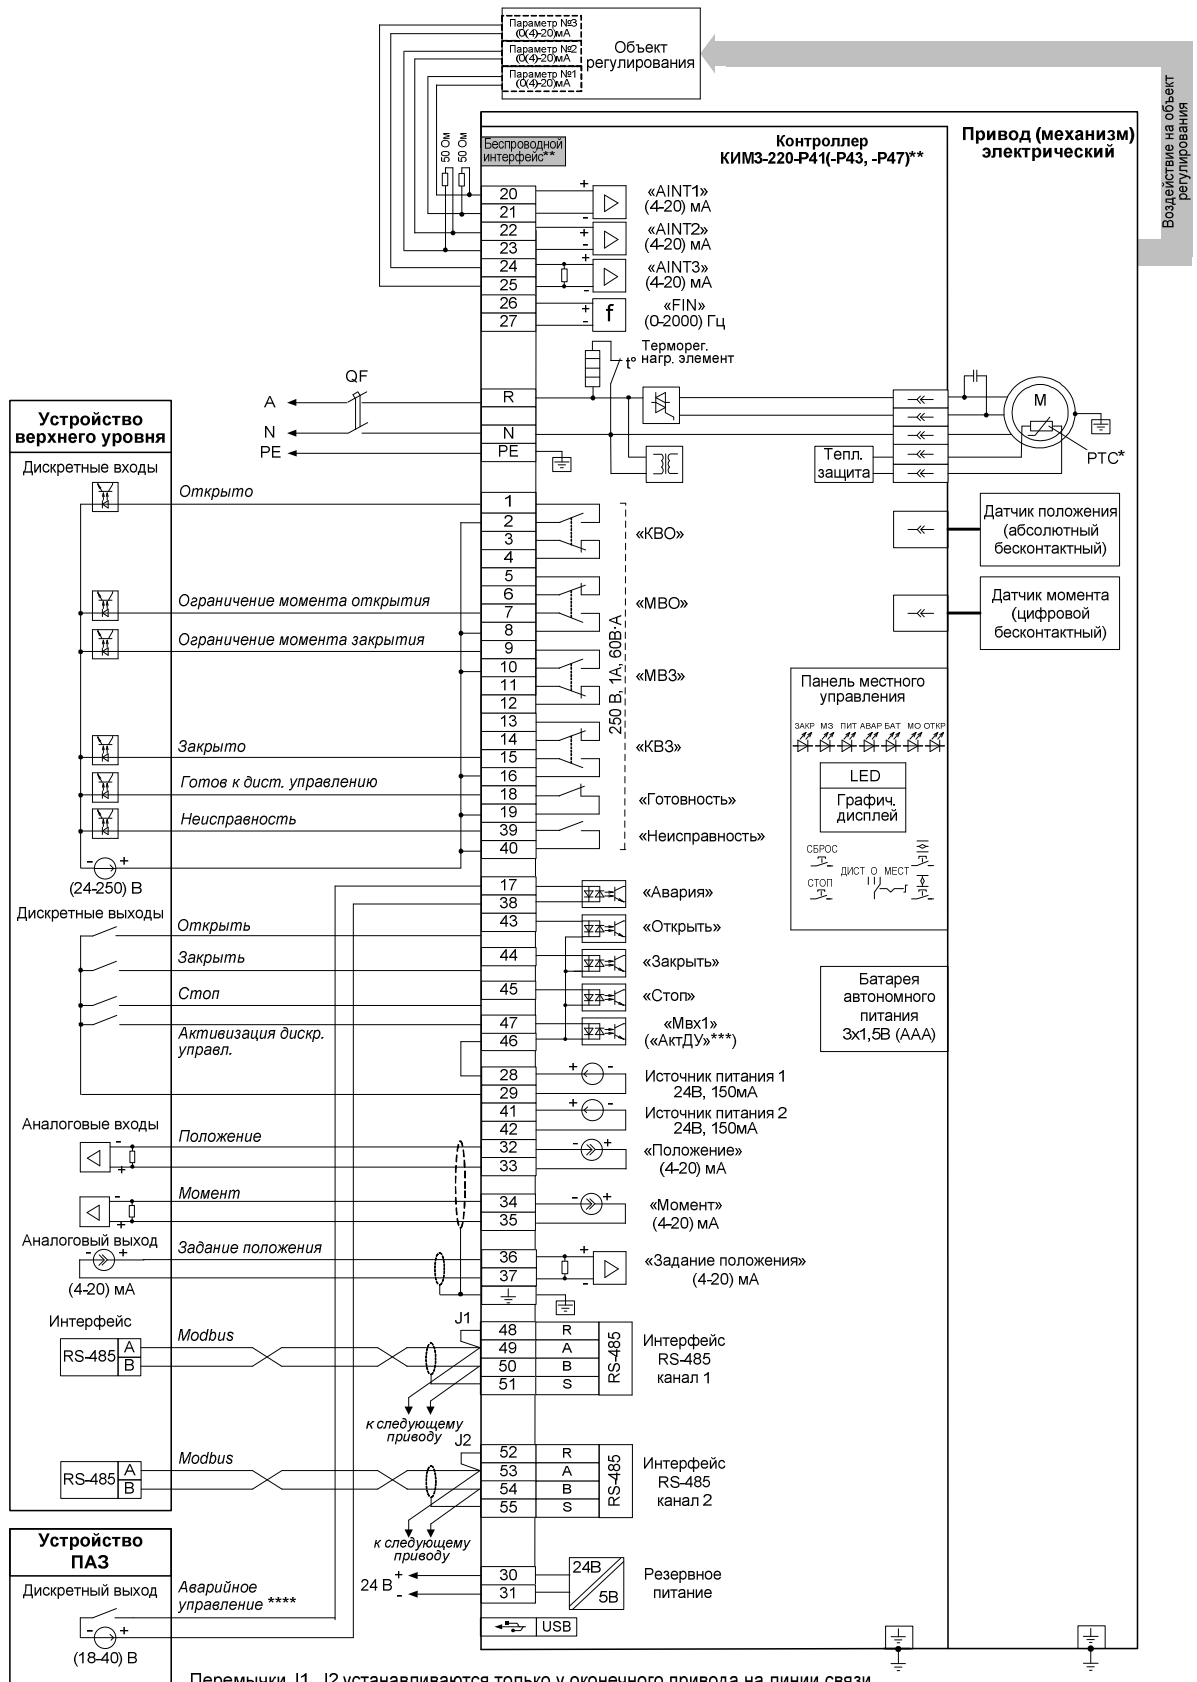 Параметр №3
(0(4)-20)мА
Параметр №2
(0(4)-20)мА
Параметр №1
(0(4)-20)мА
Объект
регулирования
Воздействие на объект
регулирования
50 Ом
50 Ом
Беспроводной
интерфейс**
Контроллер
КИМ3-220-Р41(-Р43, -Р47)**
Привод (механизм)
электрический
20
21
22
23
24
25
26
27
+
-
«AINT1»
(4-20) мА
+
-
«AINT2»
(4-20) мА
+
-
«AINT3»
(4-20) мА
+
-
f
«FIN»
(0-2000) Гц
Терморег.
нагр. элемент
t°
QF
A
N
PE
R
N
PE
M
PTC*
Тепл.
защита
Датчик положения
(абсолютный
бесконтактный)
Датчик момента
(цифровой
бесконтактный)
Устройство
верхнего уровня
Дискретные входы
Открыто
Ограничение момента открытия
Ограничение момента закрытия
Закрыто
Готов к дист. управлению
Неисправность
- +
(24-250) В
1
2
3
4
5
6
7
8
9
10
11
12
13
14
15
16
18
19
39
40
«КВО»
«МВО»
«МВЗ»
«КВЗ»
«Готовность»
«Неисправность»
250 В, 1А, 60В·А
Панель местного
управления
ЗАКР МЗ ПИТ АВАР БАТ МО ОТКР
LED
Графич.
дисплей
СБРОС
СТОП
ДИСТ О МЕСТ
Батарея
автономного
питания
3x1,5В (ААА)
Дискретные выходы
Открыть
Закрыть
Стоп
Активизация дискр.
управл.
17
38
43
44
45
47
46
28
29
41
42
32
33
34
35
36
37
«Авария»
«Открыть»
«Закрыть»
«Стоп»
«Мвх1»
(«АктДУ»***)
+ -
Источник питания 1
24В, 150мА
+ -
Источник питания 2
24В, 150мА
- +
«Положение»
(4-20) мА
- +
«Момент»
(4-20) мА
+
-
«Задание положения»
(4-20) мА
Аналоговые входы
-
+
Положение
-
+
Момент
Аналоговый выход
- +
Задание положения
(4-20) мА
Интерфейс
RS-485
A
B
Modbus
J1
48 R
49 A
50 B
51 S
RS-485
Интерфейс
RS-485
канал 1
к следующему
приводу
J2
RS-485
A
B
Modbus
52 R
53 A
54 B
55 S
RS-485
Интерфейс
RS-485
канал 2
к следующему
приводу
Устройство
ПАЗ
Дискретный выход
- +
(18-40) В
Аварийное
управление ****
24 В
+
-
30
31
24В
5В
Резервное
питание
USB
Перемычки J1, J2 устанавливаются только у оконечного привода на линии связи